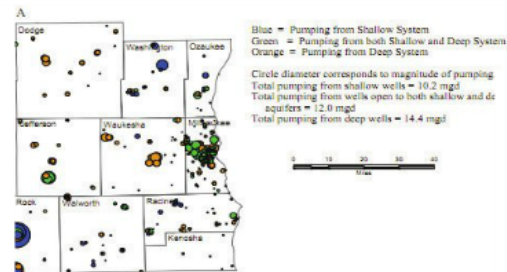 A
Dodge
Washington
Ozaukee
Jefferson
Waukesha
Milwaukee
Rock
Walworth
Racine
Kenosha
Blue = Pumping from Shallow System
Green = Pumping from both Shallow and Deep System
Orange = Pumping from Deep System
Circle diameter corresponds to magnitude of pumping
Total pumping from shallow wells = 10.2 mgd
Total pumping from wells open to both shallow and de
aquifers = 12.0 mgd
Total pumping from deep wells = 14.4 mgd
0 10 20 30 40
Miles